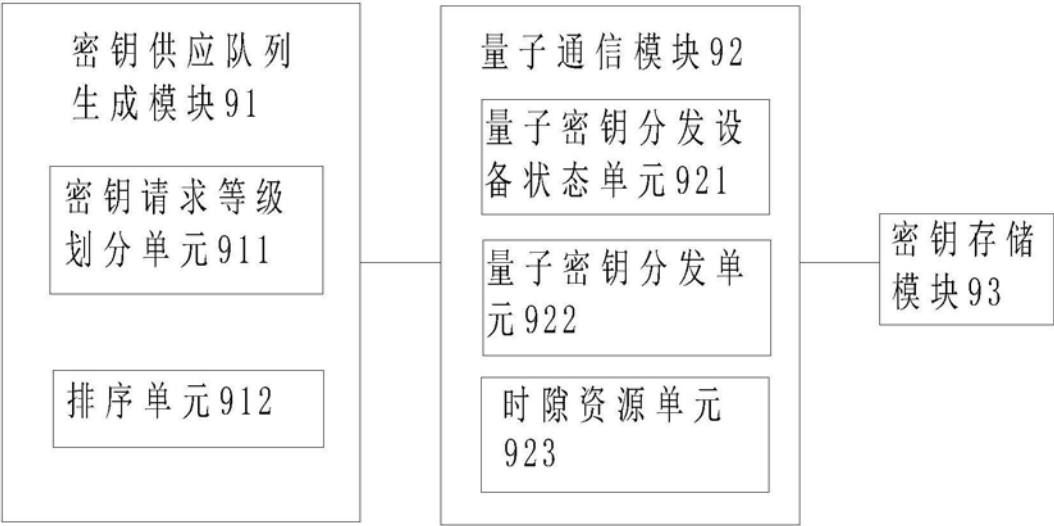 密钥供应队列
生成模块91
密钥请求等级
划分单元911
排序单元912
量子通信模块92
量子密钥分发设
备状态单元921
量子密钥分发单
元922
时隙资源单元
923
密钥存储
模块93